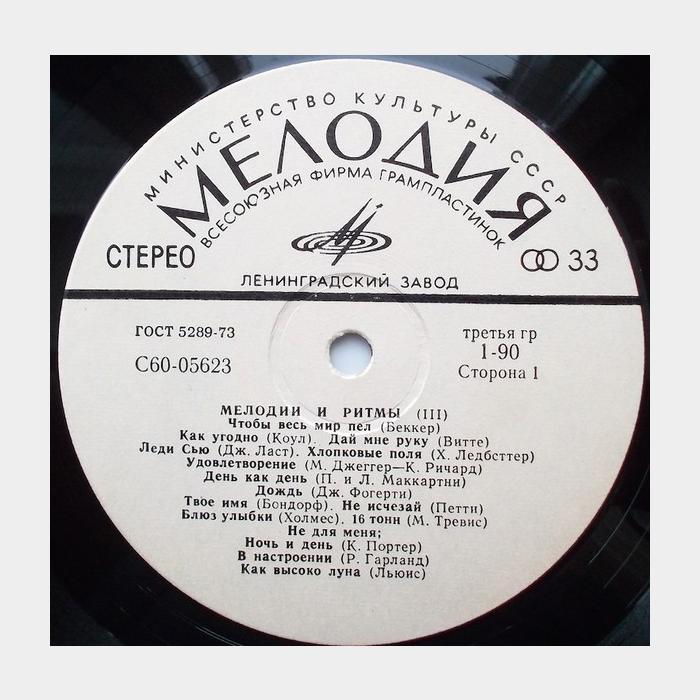 МИНИСТЕРСТВО КУЛЬТУРЫ СССР
МЕЛОДИЯ
ВСЕСОЮЗНАЯ ФИРМА ГРАМПЛАСТИНОК
СТЕРЕО
33
ЛЕНИНГРАДСКИЙ ЗАВОД
ГОСТ 5289-73
третья гр
С60-05623
1-90
Сторона 1
МЕЛОДИИ И РИТМЫ (III)
Чтобы весь мир пел (Беккер)
Как угодно (Коул). Дай мне руку (Витте)
Леди Сью (Дж. Ласт). Хлопковые поля (Х. Ледбсттер)
Удовлетворение (М. Джеггер—К. Ричард)
День как день (П. и Л. Маккартни)
Дождь (Дж. Фогерти)
Твое имя (Бондорф). Не исчезай (Петти)
Блюз улыбки (Холмес). 16 тонн (М. Тревис)
Не для меня;
Ночь и день (К. Портер)
В настроении (Р. Гарланд)
Как высоко луна (Льюис)